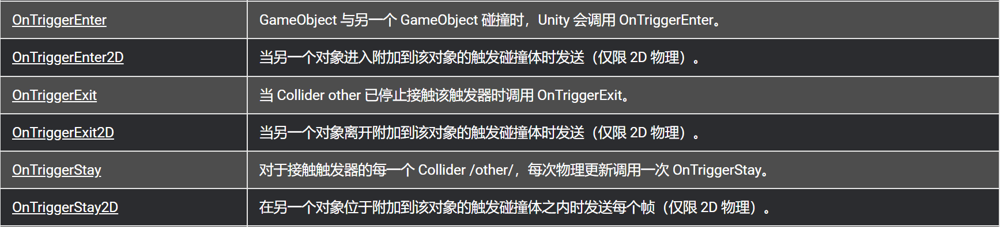 OnTriggerEnter GameObject 与另一个 GameObject 碰撞时，Unity 会调用 OnTriggerEnter。
OnTriggerEnter2D 当另一个对象进入附加到该对象的触发碰撞体时发送（仅限 2D 物理）。
OnTriggerExit 当 Collider other 已停止接触该触发器时调用 OnTriggerExit。
OnTriggerExit2D 当另一个对象离开附加到该对象的触发碰撞体时发送（仅限 2D 物理）。
OnTriggerStay 对于接触触发器的每一个 Collider /other/，每次物理更新调用一次 OnTriggerStay。
OnTriggerStay2D 在另一个对象位于附加到该对象的触发碰撞体之内时发送每个帧（仅限 2D 物理）。